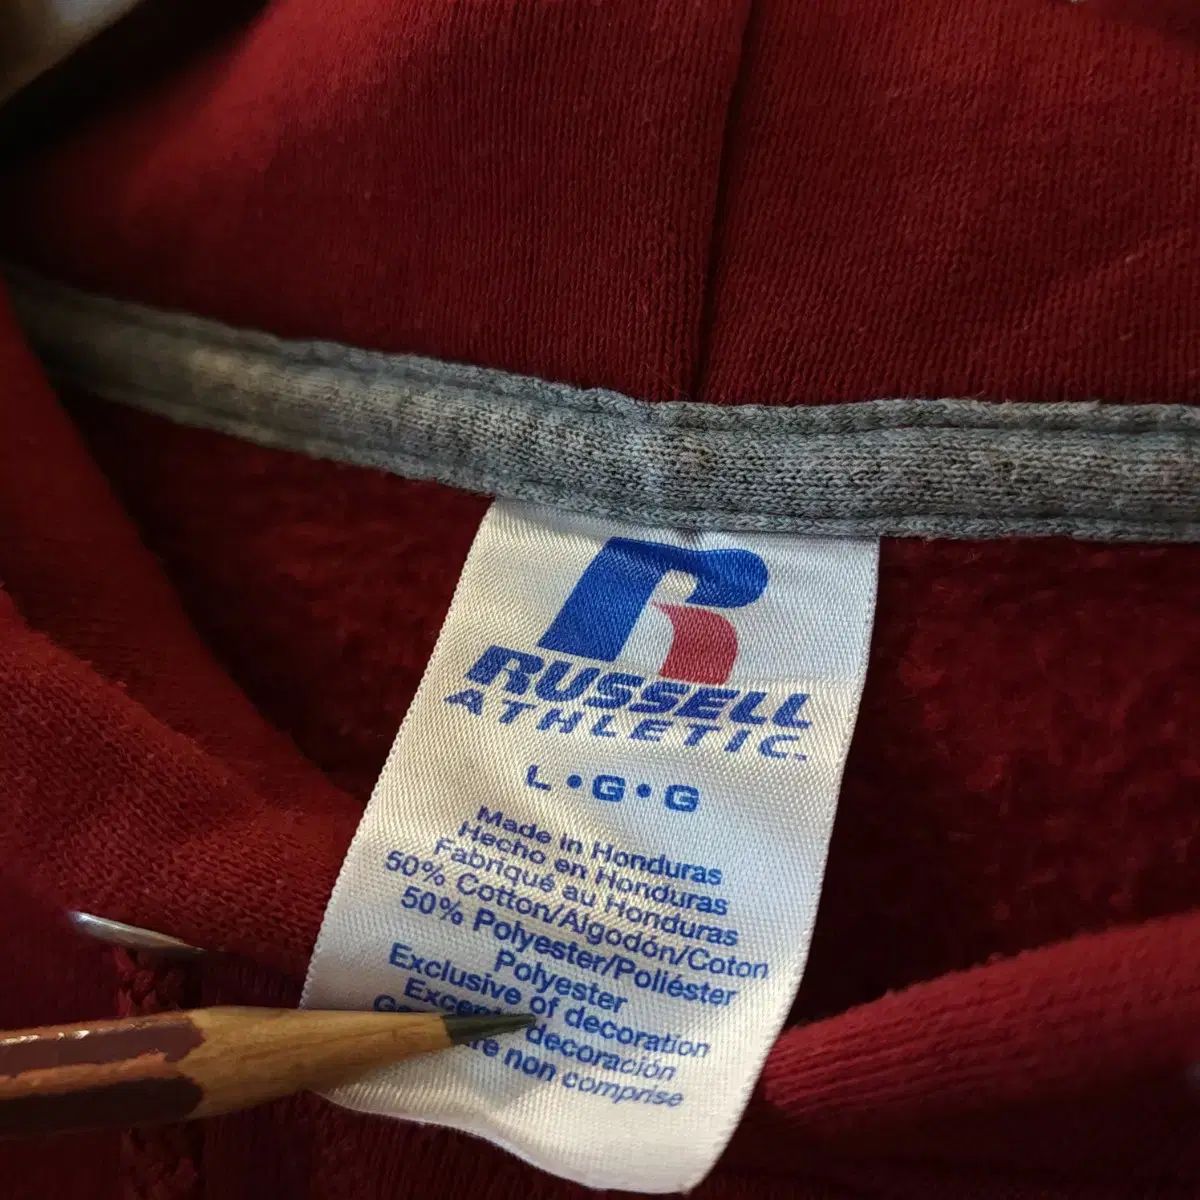 RUSSELL
ATHLETIC
L • G • G
Made in Honduras
Hecho en Honduras
Fabriqué au Honduras
50% Cotton/Algodón/Coton
50% Polyester/Poliéster
Polyester
Exclusive of decoration
decoración
non comprise